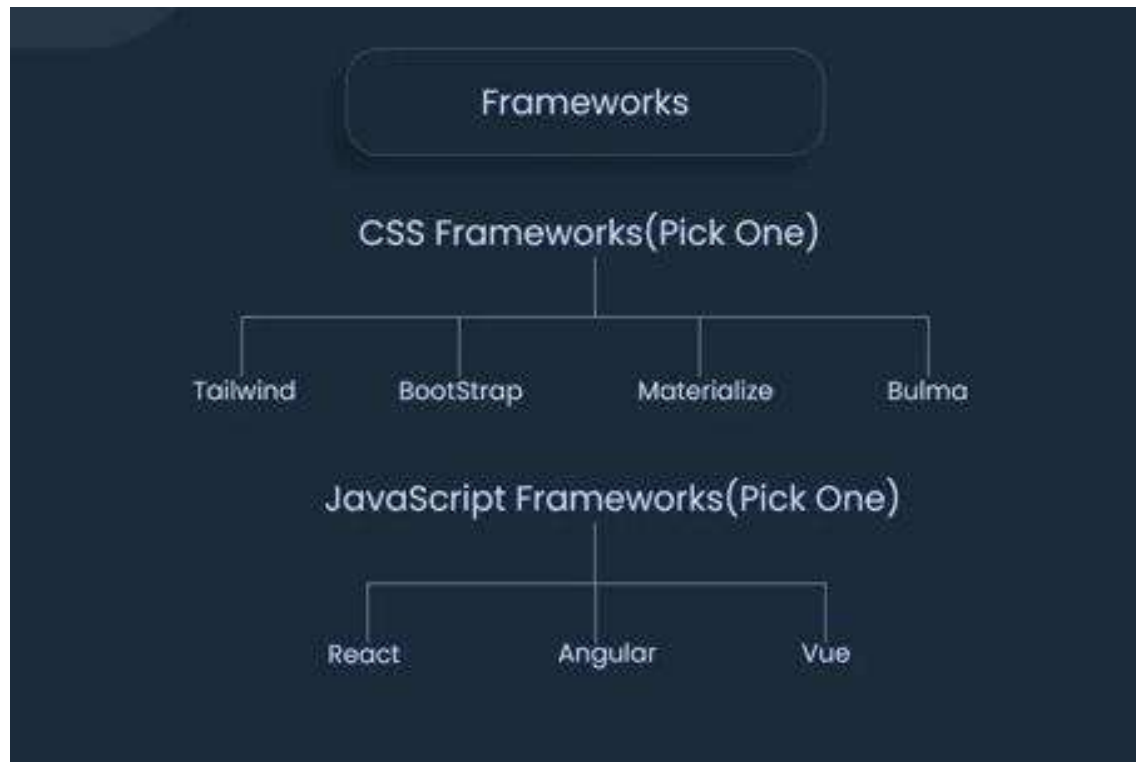 Frameworks
CSS Frameworks(Pick One)
Tailwind BootStrap Materialize Bulma
JavaScript Frameworks(Pick One)
React Angular Vue